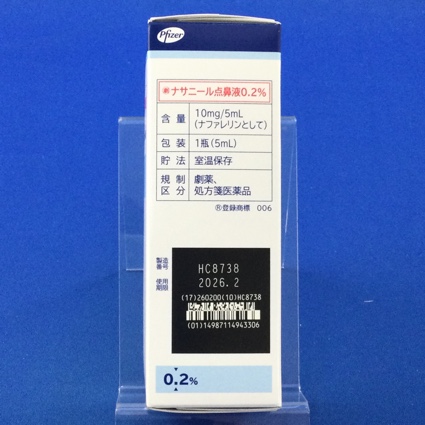 Pfizer
劇 ナサニール点鼻液0.2%
含 量 10mg/5mL
(ナファレリンとして)
包 装 1瓶(5mL)
貯 法 室温保存
規 制 劇薬、
区 分 処方箋医薬品
®登録商標 006
製造
番号 HC8738
使用
期限 2026. 2
(17)260200(10)HC8738
(01)14987114943306
0.2%